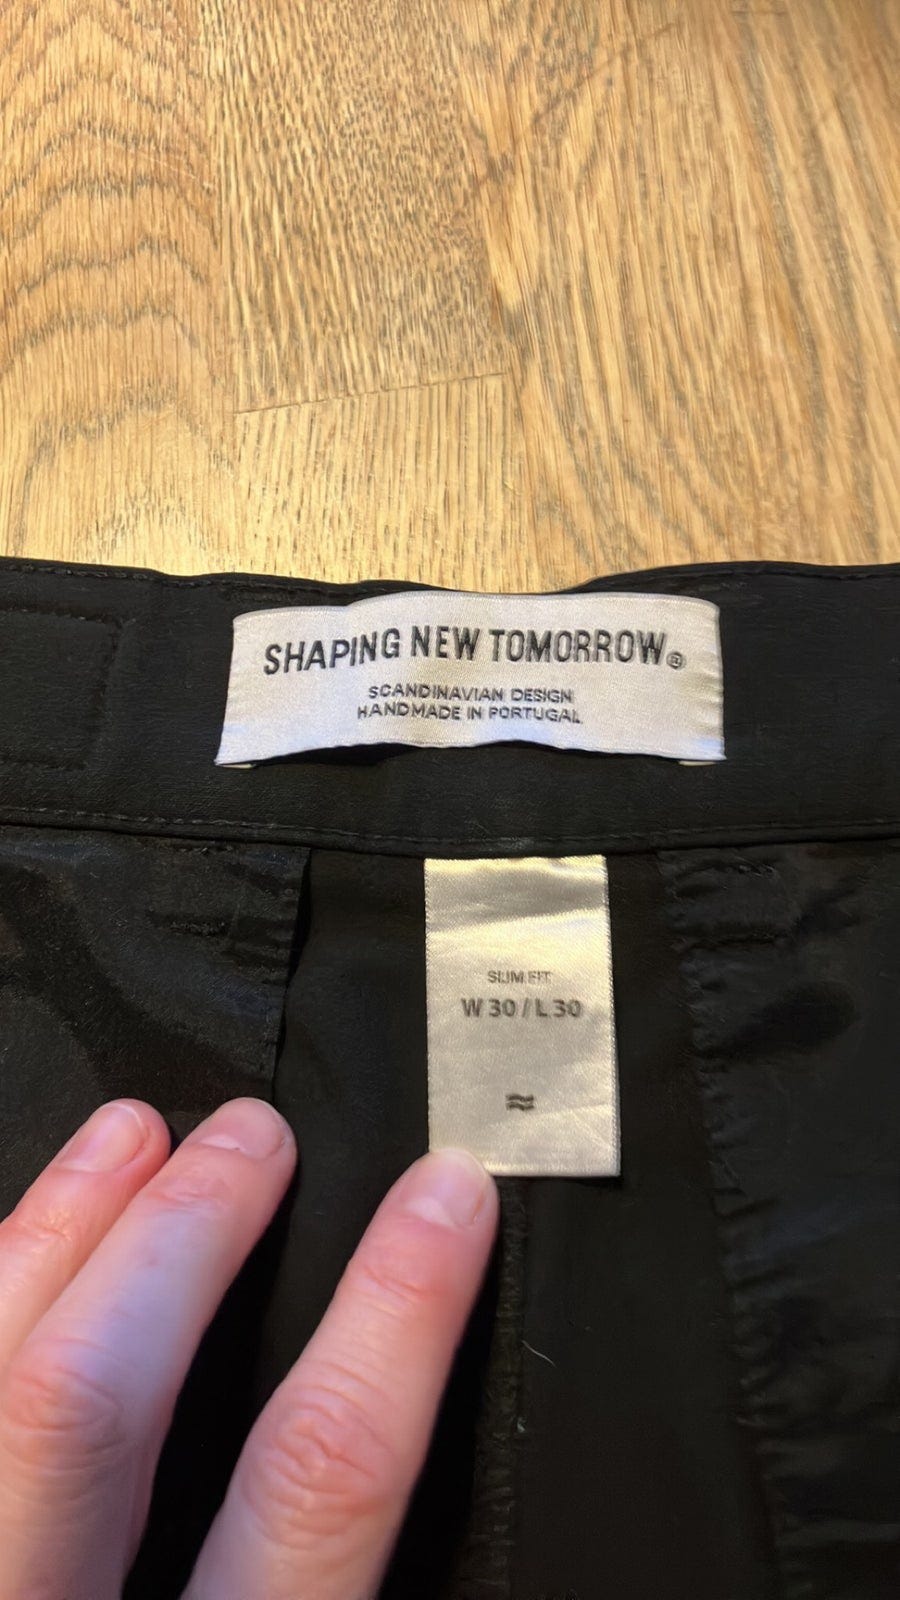 SHAPING NEW TOMORROW®
SCANDINAVIAN DESIGN
HANDMADE IN PORTUGAL
SLIM FIT
W 30 / L 30